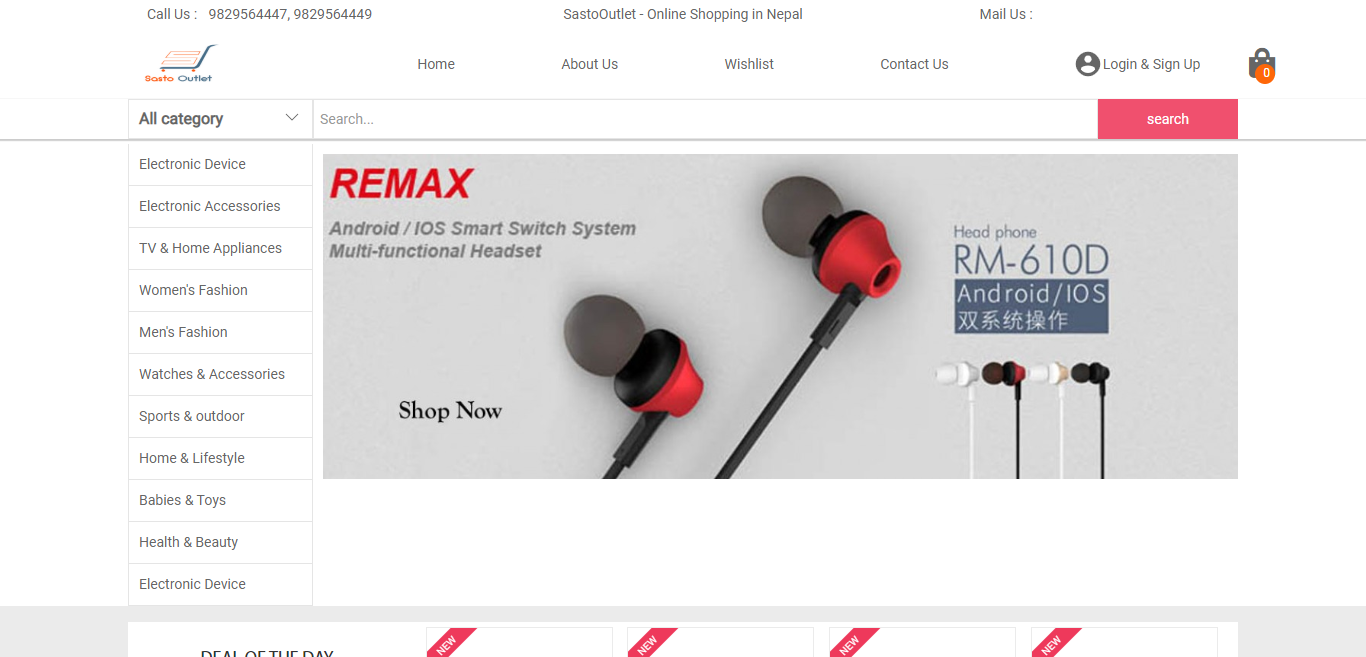 Call Us : 9829564447, 9829564449
SastoOutlet - Online Shopping in Nepal
Mail Us :
Sasto Outlet
Home
About Us
Wishlist
Contact Us
Login & Sign Up
0
All category
Search...
search
Electronic Device
Electronic Accessories
TV & Home Appliances
Women's Fashion
Men's Fashion
Watches & Accessories
Sports & outdoor
Home & Lifestyle
Babies & Toys
Health & Beauty
Electronic Device
REMAX
Android / IOS Smart Switch System
Multi-functional Headset
Shop Now
Head phone
RM-610D
Android/IOS
双系统操作
DEAL OF THE DAY
NEW
NEW
NEW
NEW